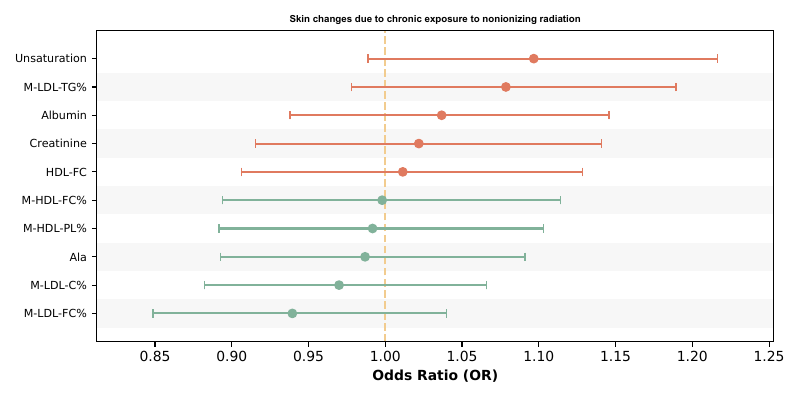 Skin changes due to chronic exposure to nonionizing radiation
Unsaturation
M-LDL-TG%
Albumin
Creatinine
HDL-FC
M-HDL-FC%
M-HDL-PL%
Ala
M-LDL-C%
M-LDL-FC%
0.85 0.90 0.95 1.00 1.05 1.10 1.15 1.20 1.25
Odds Ratio (OR)